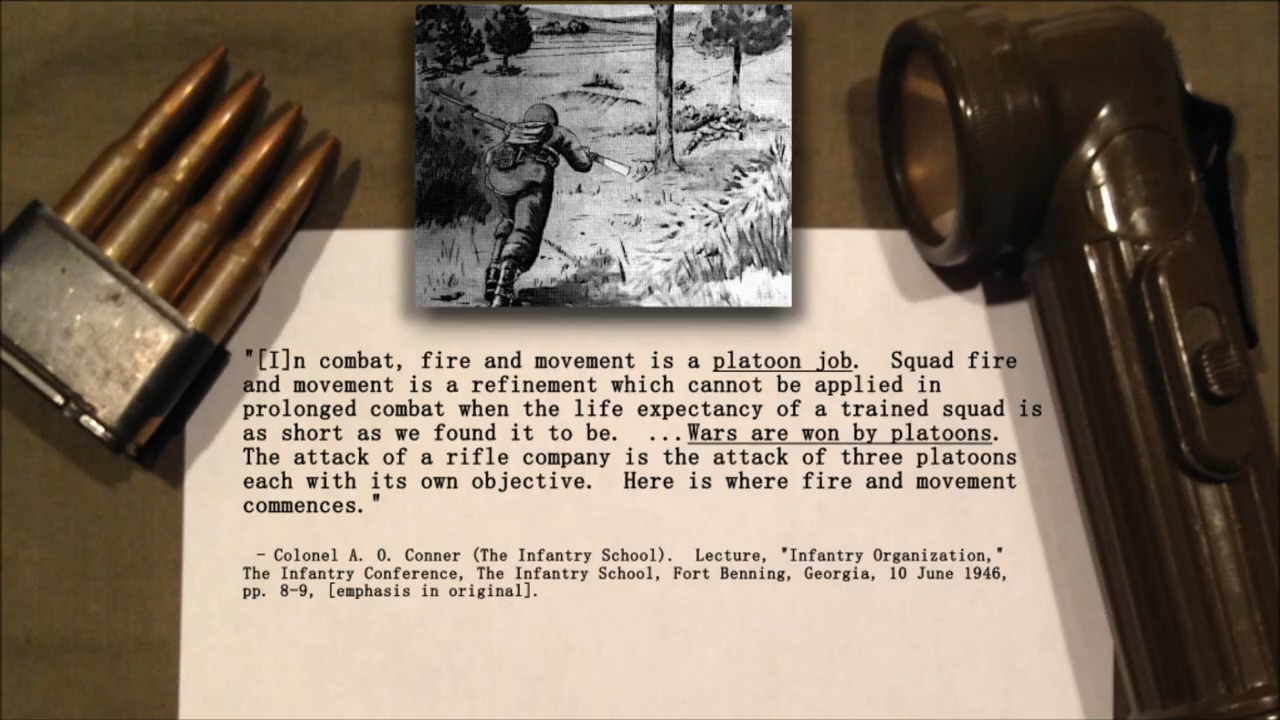 "[I]n combat, fire and movement is a platoon job.  Squad fire
and movement is a refinement which cannot be applied in
prolonged combat when the life expectancy of a trained squad is
as short as we found it to be.  ...Wars are won by platoons.
The attack of a rifle company is the attack of three platoons
each with its own objective.  Here is where fire and movement
commences."
- Colonel A. O. Conner (The Infantry School).  Lecture, "Infantry Organization,"
The Infantry Conference, The Infantry School, Fort Benning, Georgia, 10 June 1946,
pp. 8-9, [emphasis in original].